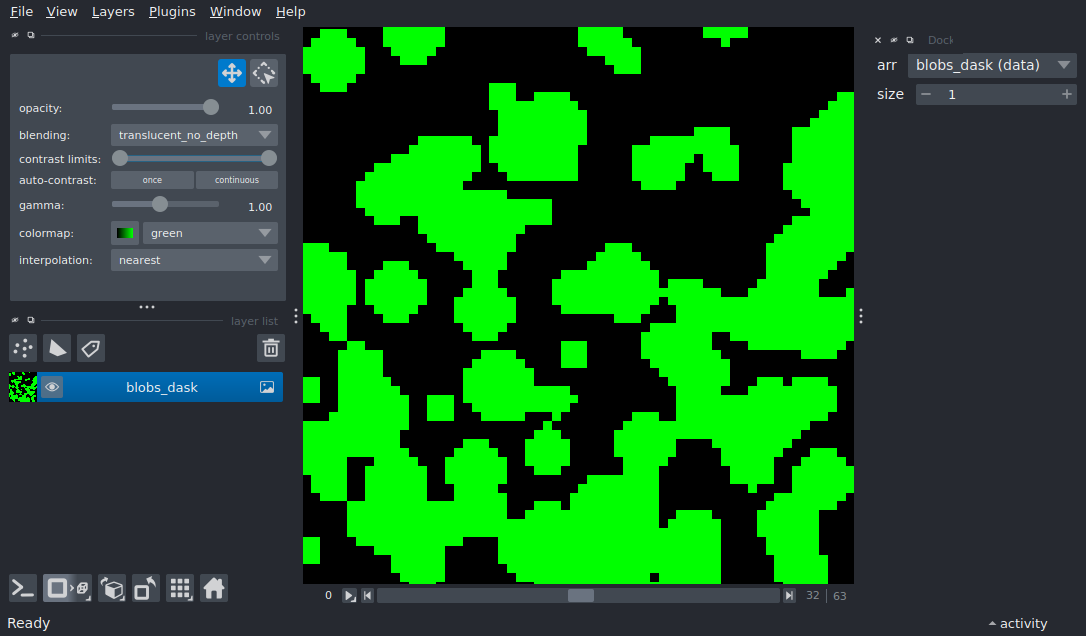 File View Layers Plugins Window Help
layer controls
opacity: 1.00
blending: translucent_no_depth
contrast limits:
auto-contrast: once continuous
gamma: 1.00
colormap: green
interpolation: nearest
layer list
blobs_dask
Dock
arr blobs_dask (data)
size − 1 +
0 32 63
Ready
activity